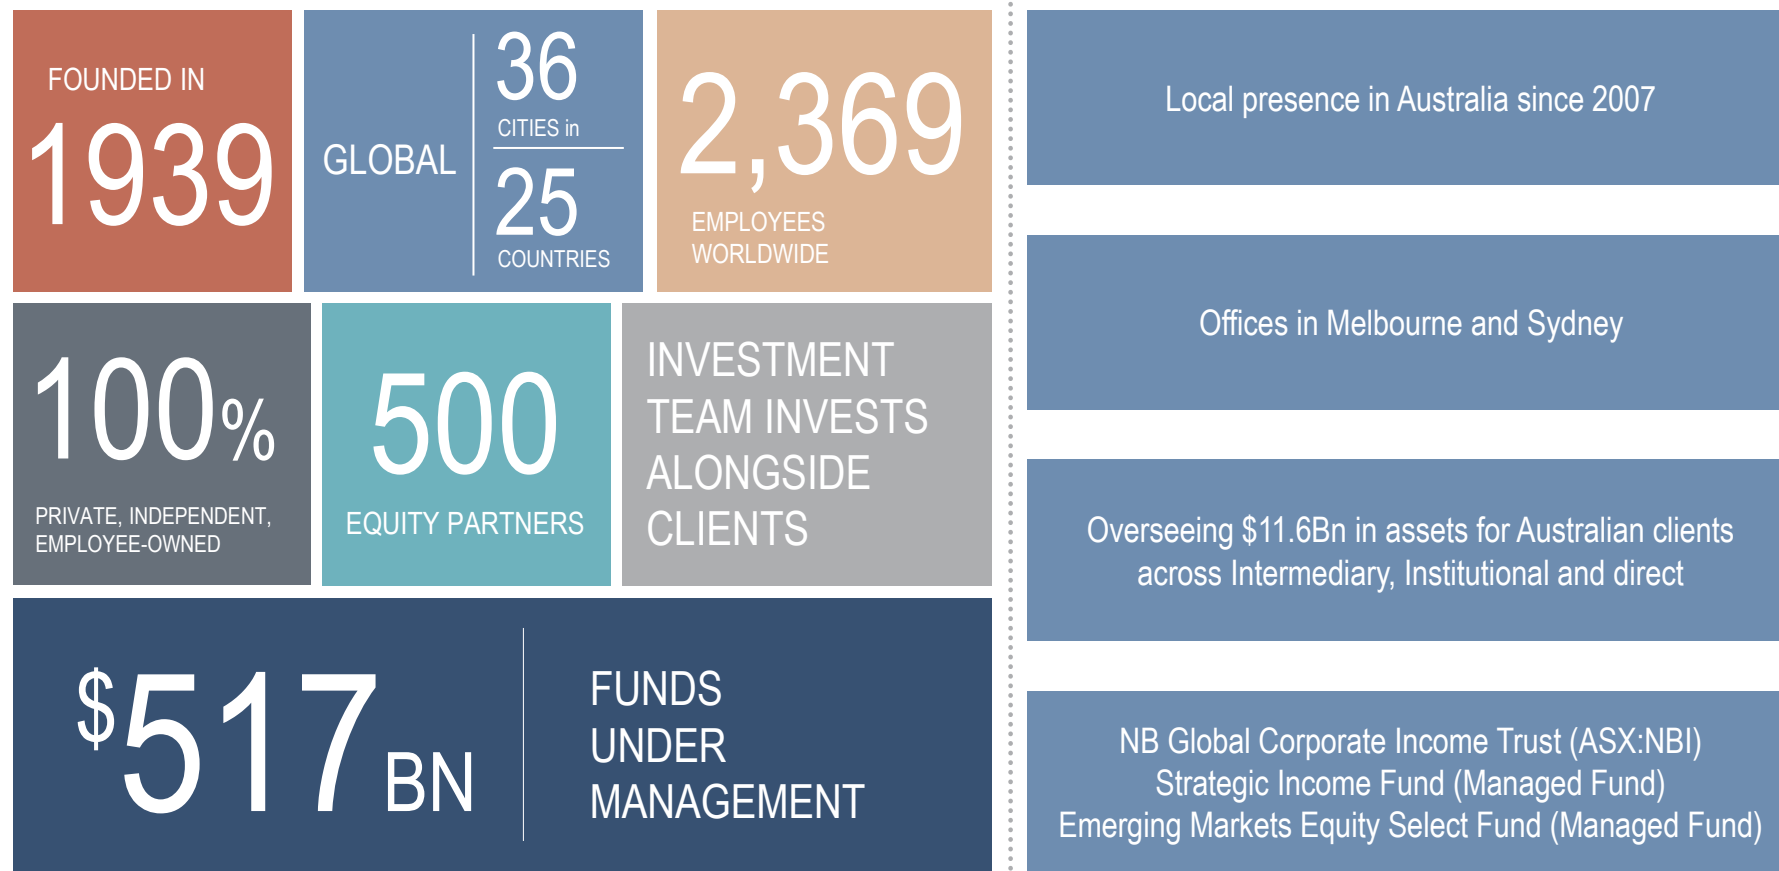 FOUNDED IN
1939
GLOBAL
36
CITIES in
25
COUNTRIES
2,369
EMPLOYEES
WORLDWIDE
100%
PRIVATE, INDEPENDENT,
EMPLOYEE-OWNED
500
EQUITY PARTNERS
INVESTMENT
TEAM INVESTS
ALONGSIDE
CLIENTS
$517BN
FUNDS
UNDER
MANAGEMENT
Local presence in Australia since 2007
Offices in Melbourne and Sydney
Overseeing $11.6Bn in assets for Australian clients
across Intermediary, Institutional and direct
NB Global Corporate Income Trust (ASX:NBI)
Strategic Income Fund (Managed Fund)
Emerging Markets Equity Select Fund (Managed Fund)